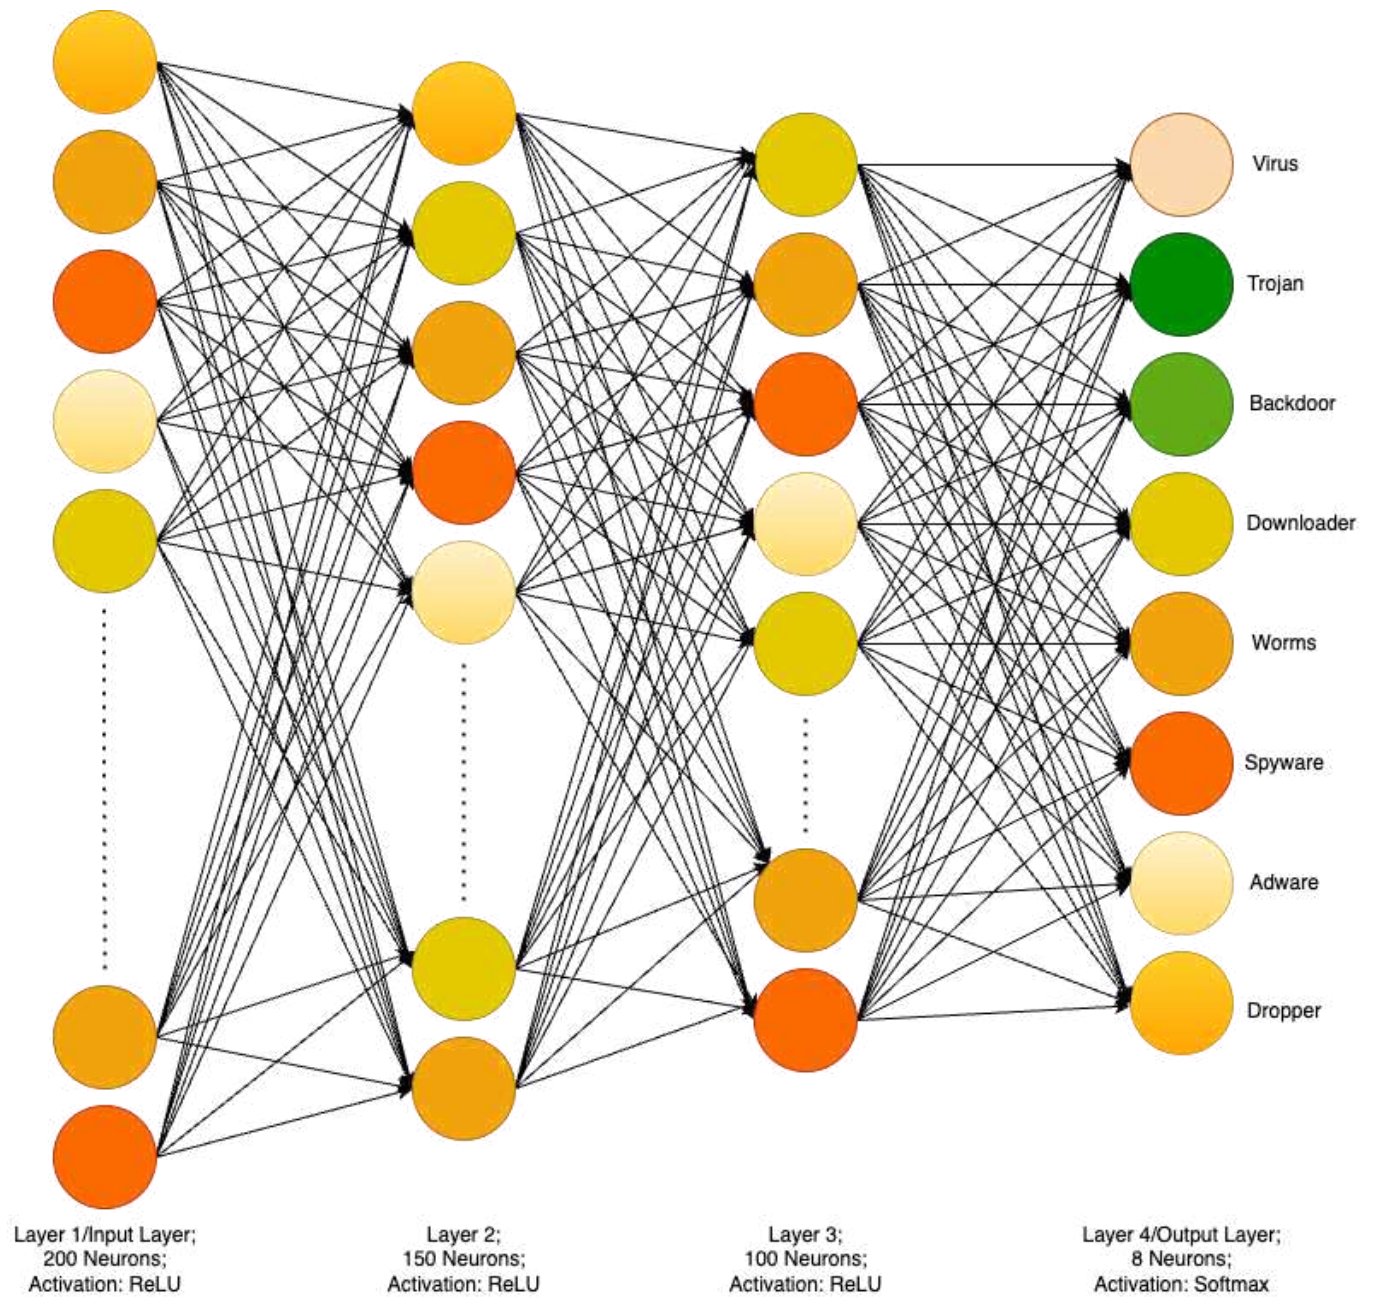 Virus
Trojan
Backdoor
Downloader
Worms
Spyware
Adware
Dropper
Layer 1/Input Layer;
200 Neurons;
Activation: ReLU
Layer 2;
150 Neurons;
Activation: ReLU
Layer 3;
100 Neurons;
Activation: ReLU
Layer 4/Output Layer;
8 Neurons;
Activation: Softmax